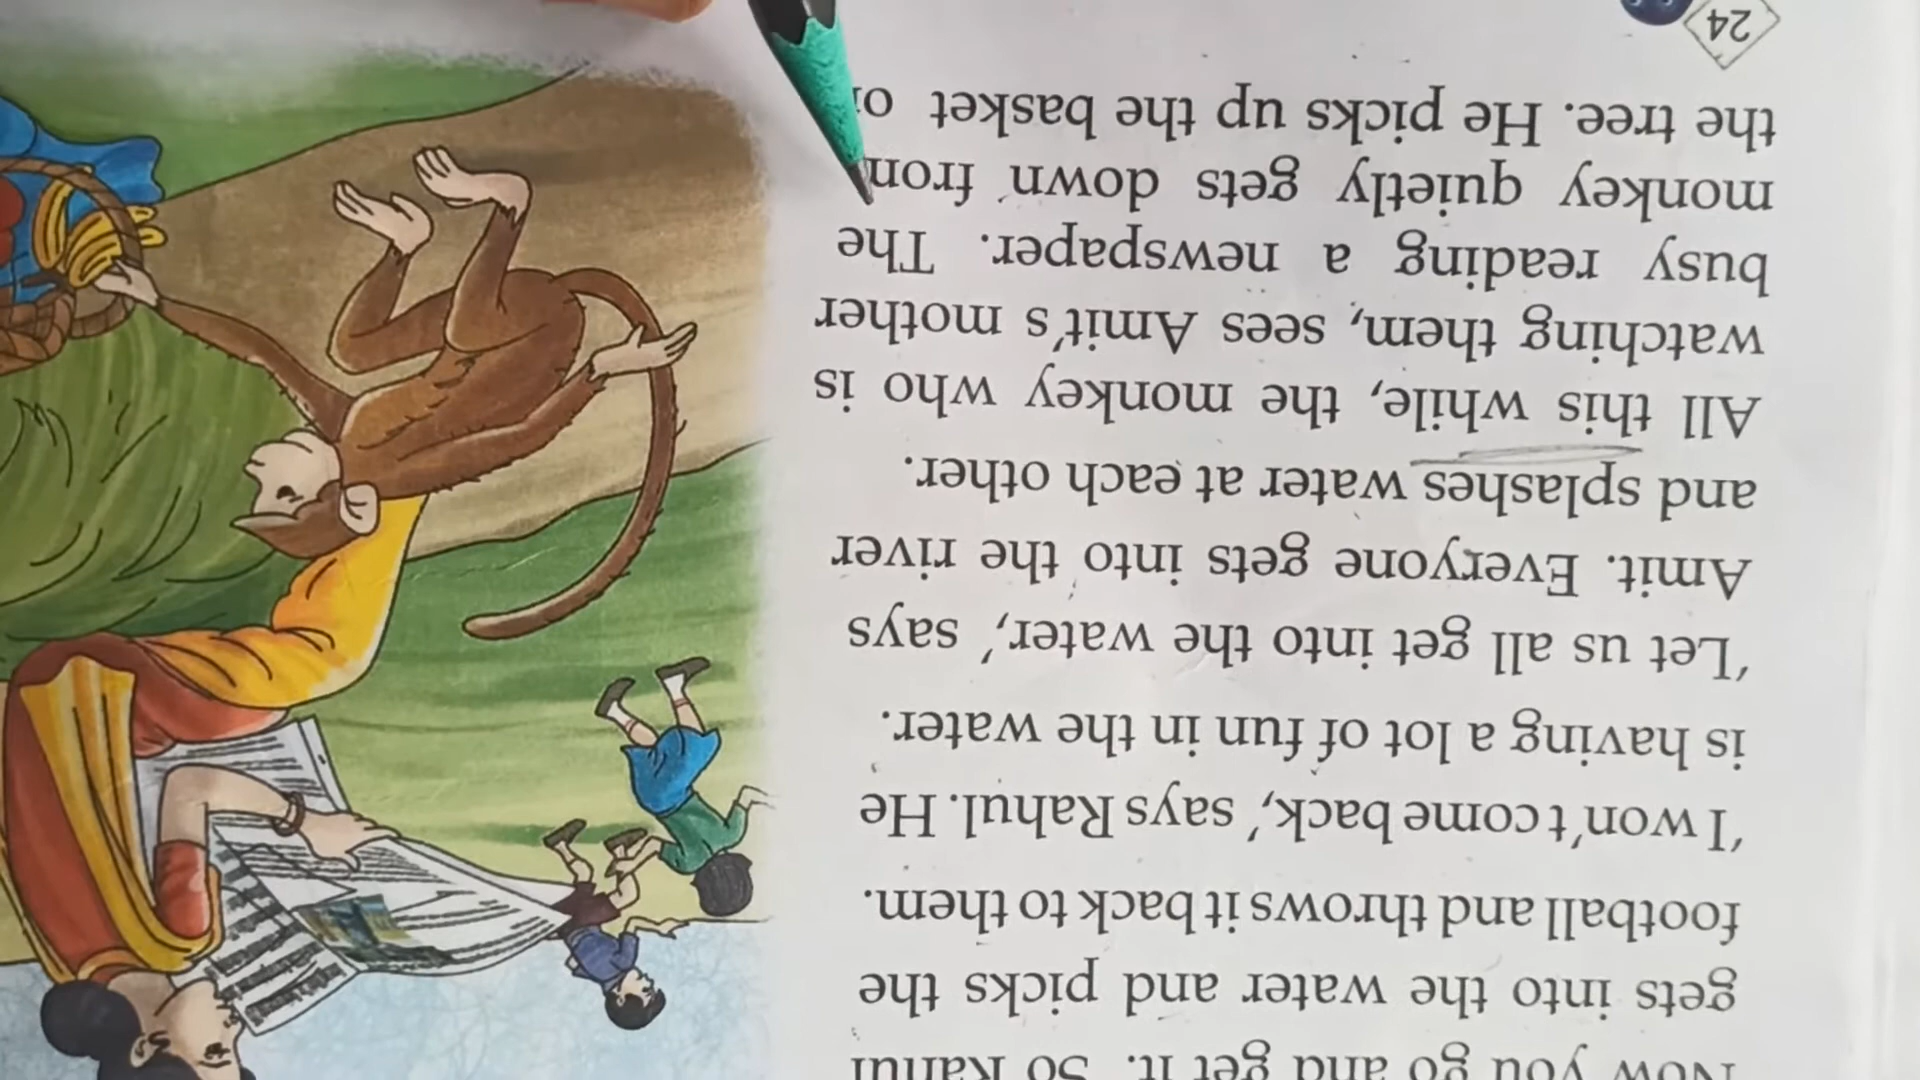 Now you go and get it. So Rahul
gets into the water and picks the
football and throws it back to them.
'I won't come back,' says Rahul. He
is having a lot of fun in the water.
'Let us all get into the water,' says
Amit. Everyone gets into the river
and splashes water at each other.
All this while, the monkey who is
watching them, sees Amit's mother
busy reading a newspaper. The
monkey quietly gets down from
the tree. He picks up the basket
24